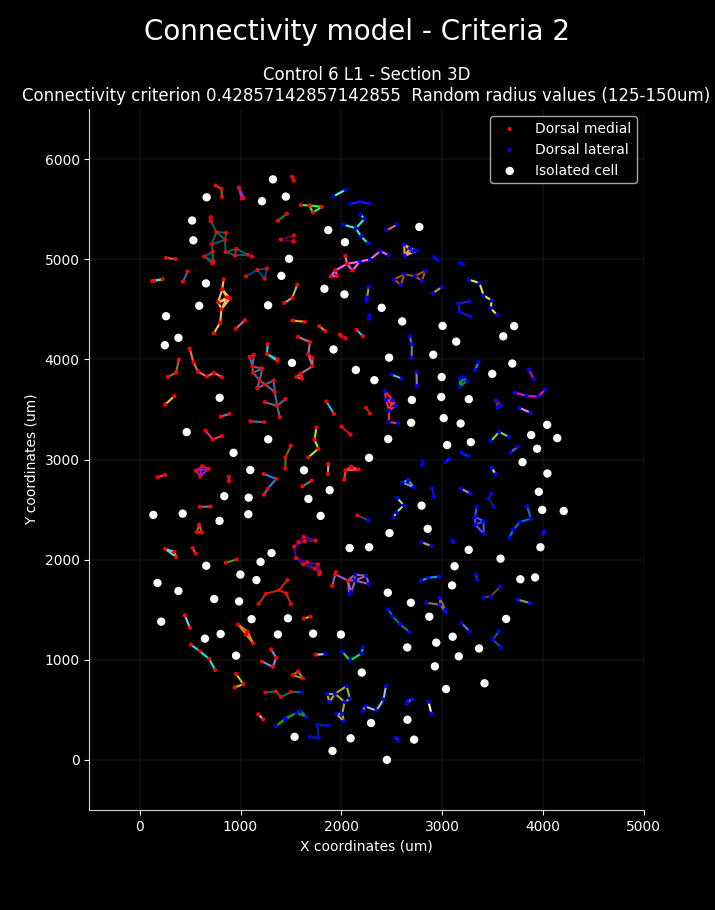 Connectivity model - Criteria 2
Control 6 L1 - Section 3D
Connectivity criterion 0.42857142857142855  Random radius values (125-150um)
Dorsal medial
Dorsal lateral
Isolated cell
6000
5000
4000
3000
2000
1000
0
Y coordinates (um)
0 1000 2000 3000 4000 5000
X coordinates (um)